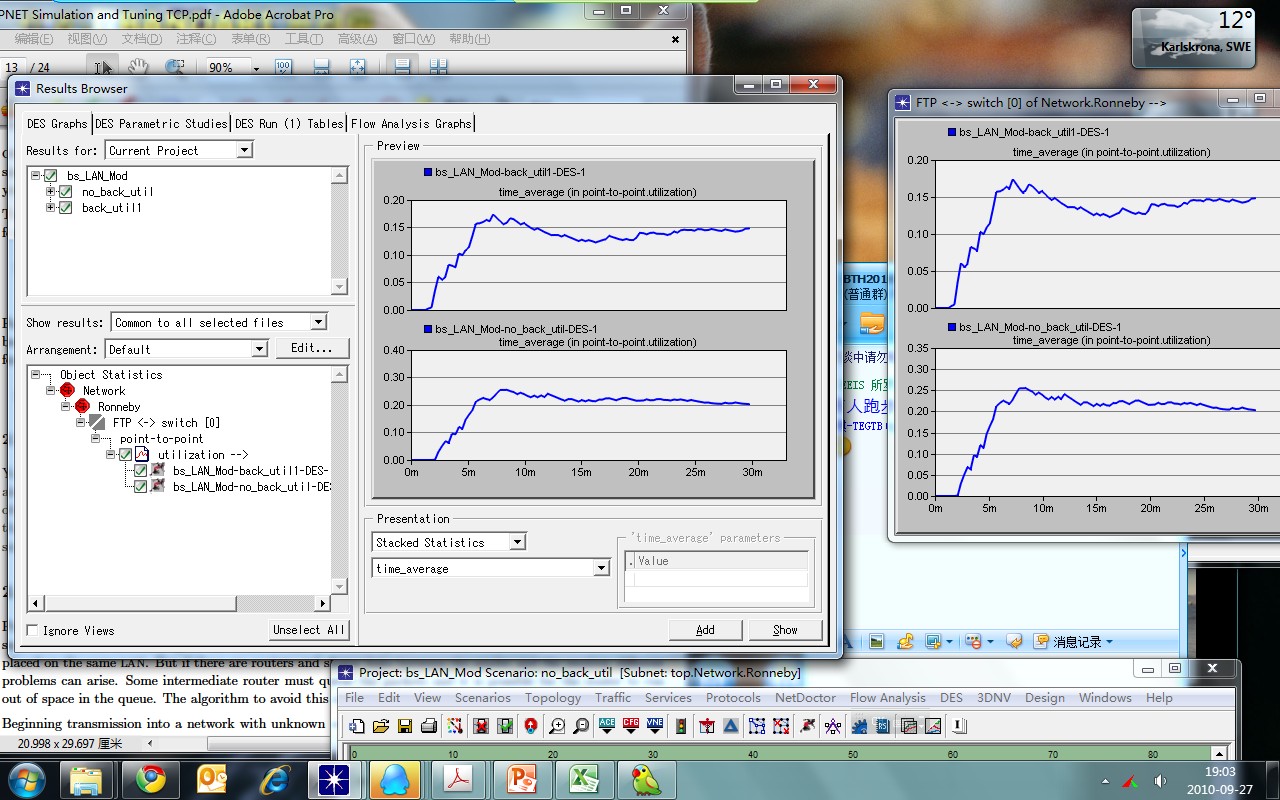 PNET Simulation and Tuning TCP.pdf - Adobe Acrobat Pro
编辑(E) 视图(V) 文档(D) 注释(C) 表单(R) 工具(T) 高级(A) 窗口(W) 帮助(H)
13 / 24 90%
12°
Karlskrona, SWE
Results Browser
DES Graphs DES Parametric Studies DES Run (1) Tables Flow Analysis Graphs
Results for: Current Project
bs_LAN_Mod
no_back_util
back_util1
Show results: Common to all selected files
Arrangement: Default Edit...
Object Statistics
Network
Ronneby
FTP <-> switch [0]
point-to-point
utilization -->
bs_LAN_Mod-back_util1-DES-
bs_LAN_Mod-no_back_util-DES
Ignore Views Unselect All
Preview
bs_LAN_Mod-back_util1-DES-1
time_average (in point-to-point.utilization)
0.20
0.15
0.10
0.05
0.00
bs_LAN_Mod-no_back_util-DES-1
time_average (in point-to-point.utilization)
0.40
0.30
0.20
0.10
0.00
0m 5m 10m 15m 20m 25m 30m
Presentation
Stacked Statistics
time_average
'time_average' parameters
. Value
Add Show
FTP <-> switch [0] of Network.Ronneby -->
bs_LAN_Mod-back_util1-DES-1
time_average (in point-to-point.utilization)
0.20
0.15
0.10
0.05
0.00
bs_LAN_Mod-no_back_util-DES-1
time_average (in point-to-point.utilization)
0.35
0.30
0.25
0.20
0.15
0.10
0.05
0.00
0m 5m 10m 15m 20m 25m 30m
BTH201
(普通群)
谈中请勿
EEIS 所
人跑步
-TEGTB
消息记录
placed on the same LAN. But if there are routers and s
problems can arise. Some intermediate router must qu
out of space in the queue. The algorithm to avoid this
Beginning transmission into a network with unknown
20.998 x 29.697 厘米
Project: bs_LAN_Mod Scenario: no_back_util [Subnet: top.Network.Ronneby]
File Edit View Scenarios Topology Traffic Services Protocols NetDoctor Flow Analysis DES 3DNV Design Windows Help
0 10 20 30 40 50 60 70 80
19:03
2010-09-27